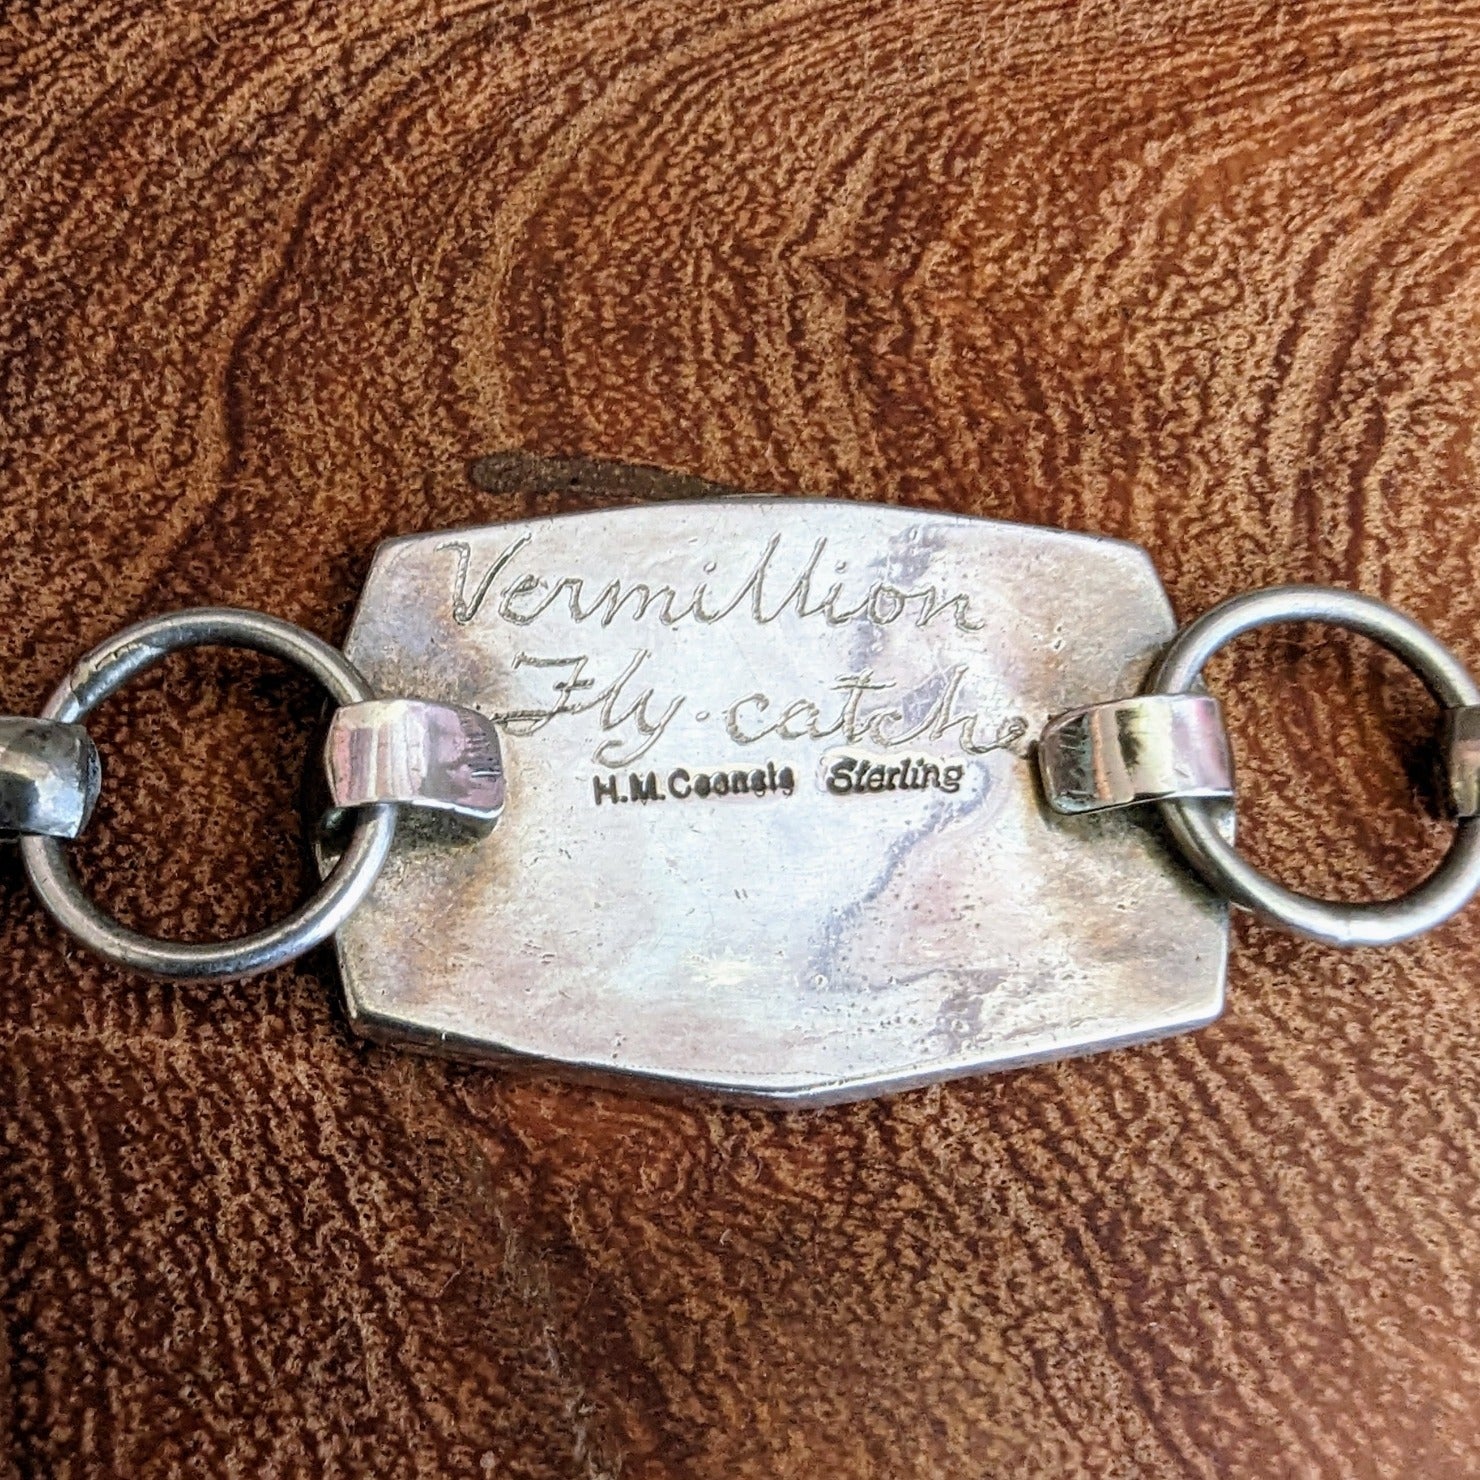 Vermillion
Fly-catche
H.M. Coonsis Sterling